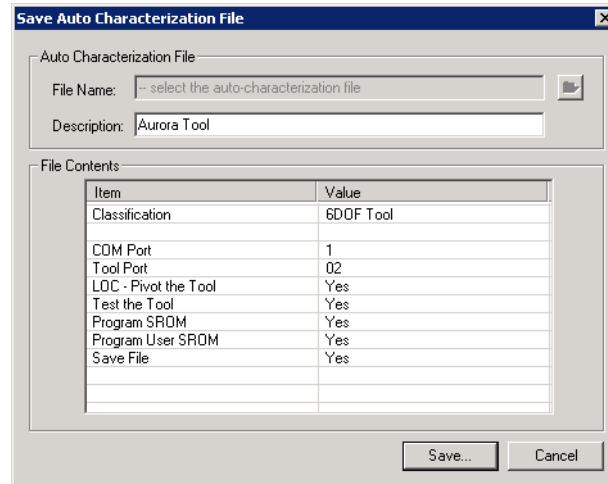 Save Auto Characterization File
Auto Characterization File
File Name: -- select the auto-characterization file
Description: Aurora Tool
File Contents
Item Value
Classification 6DOF Tool
COM Port 1
Tool Port 02
LOC - Pivot the Tool Yes
Test the Tool Yes
Program SROM Yes
Program User SROM Yes
Save File Yes
Save... Cancel